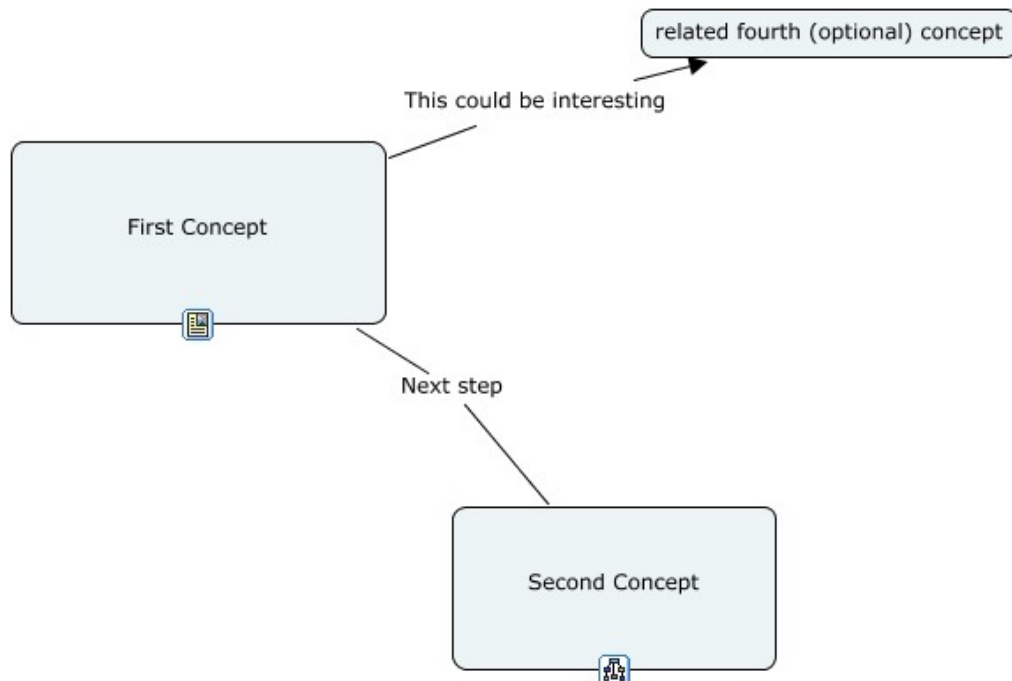 related fourth (optional) concept
This could be interesting
First Concept
Next step
Second Concept